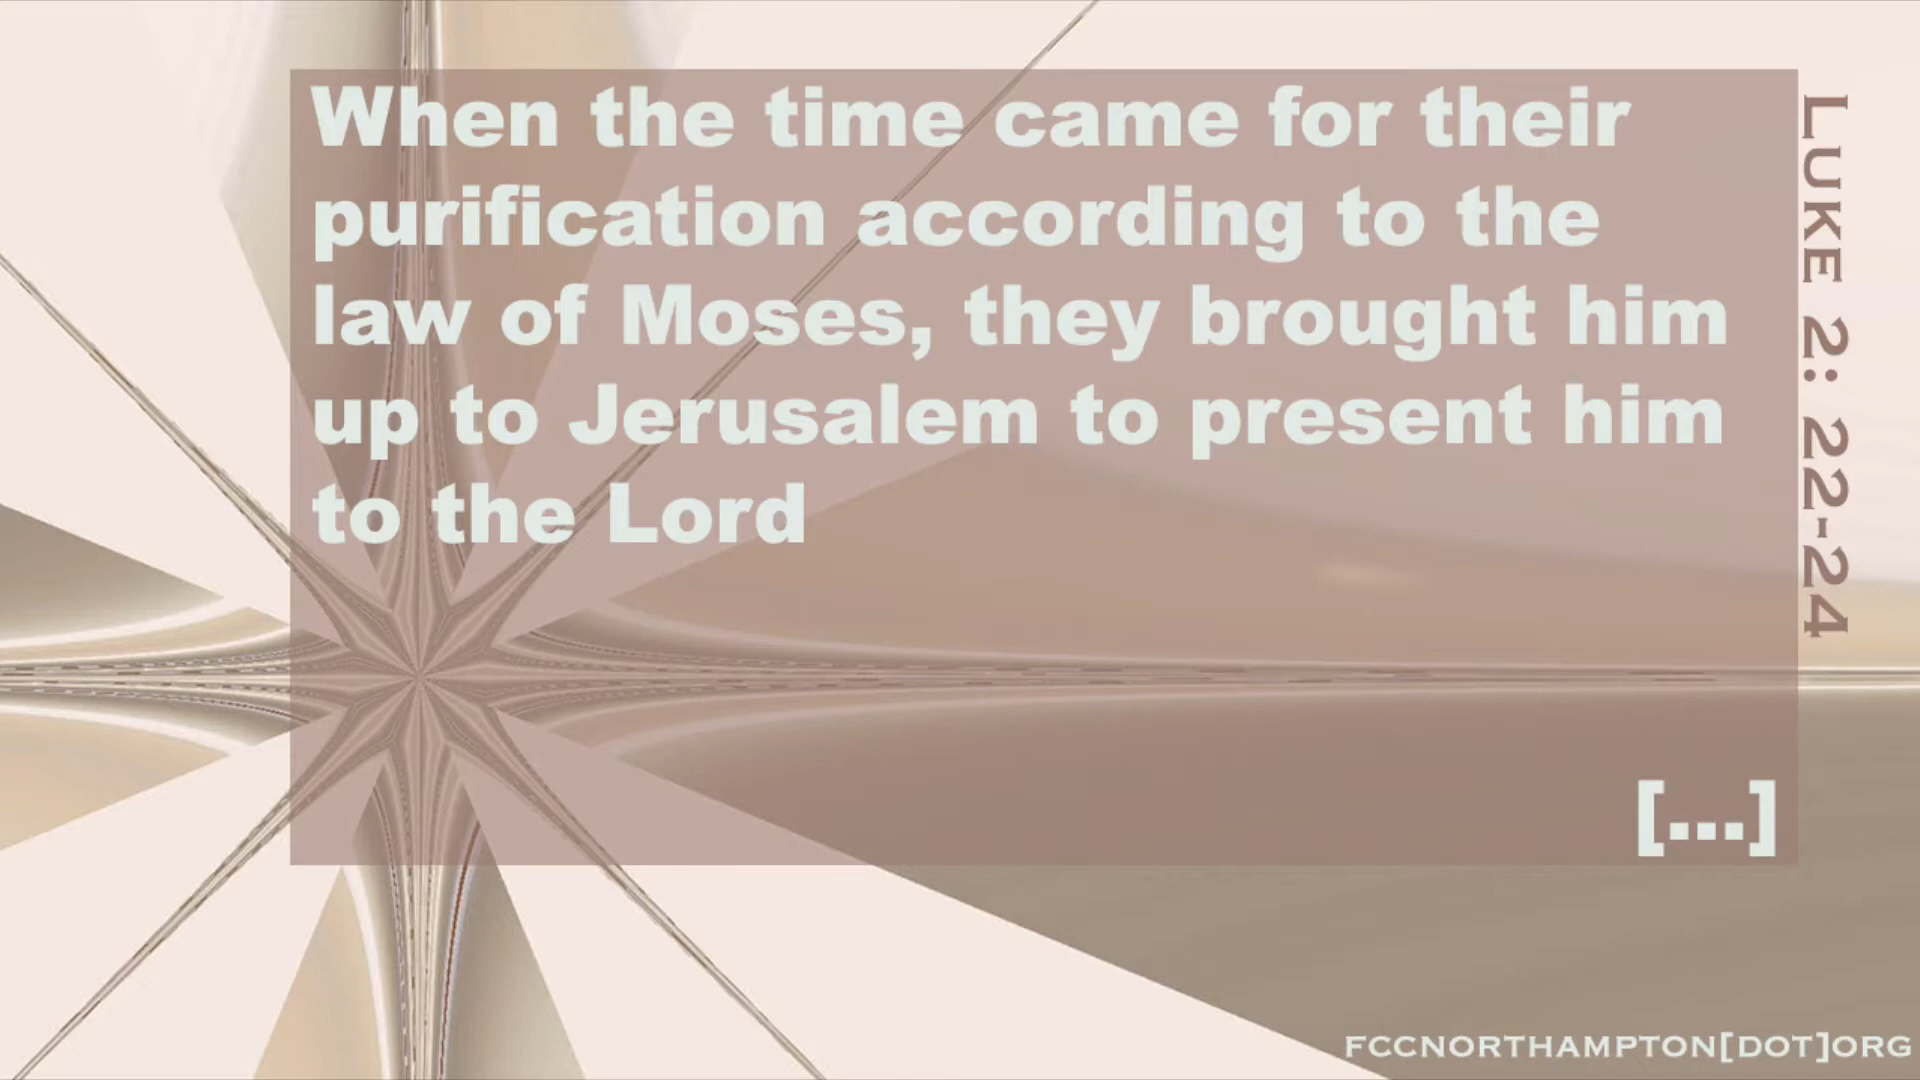 When the time came for their
purification according to the
law of Moses, they brought him
up to Jerusalem to present him
to the Lord
[...]
LUKE 2: 22-24
FCCNORTHAMPTON[DOT]ORG